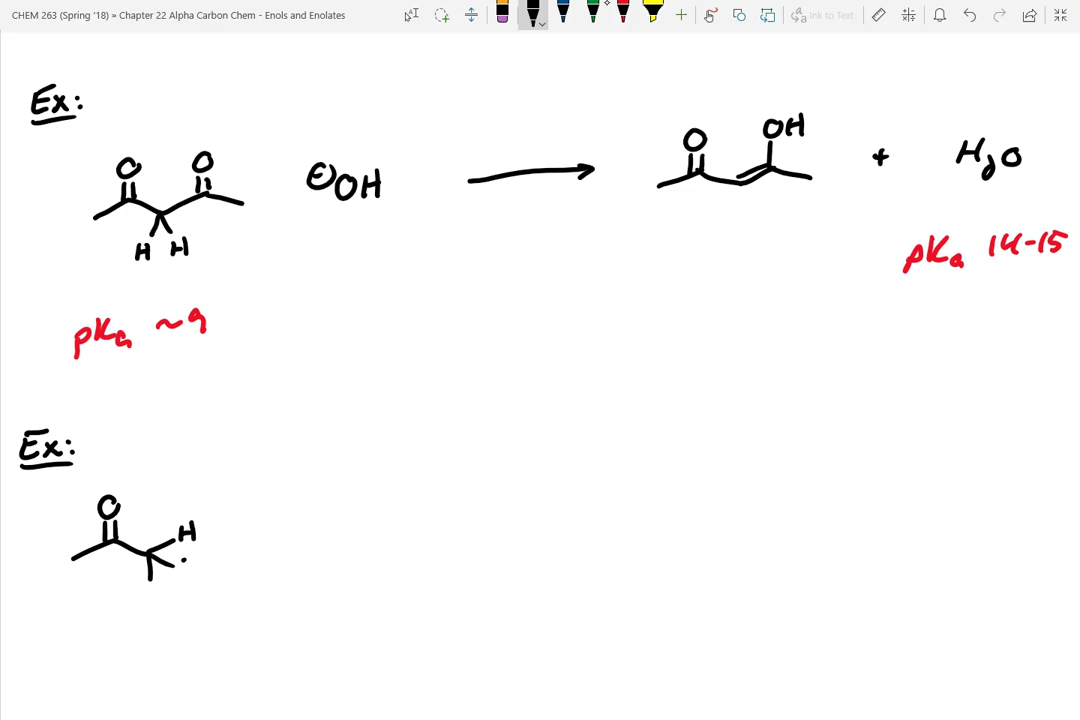 CHEM 263 (Spring '18) » Chapter 22 Alpha Carbon Chem - Enols and Enolates
Ink to Text
Ex:
O O ⊖OH → O OH + H2O
H H
pKa 14-15
pKa ~9
Ex:
O
H